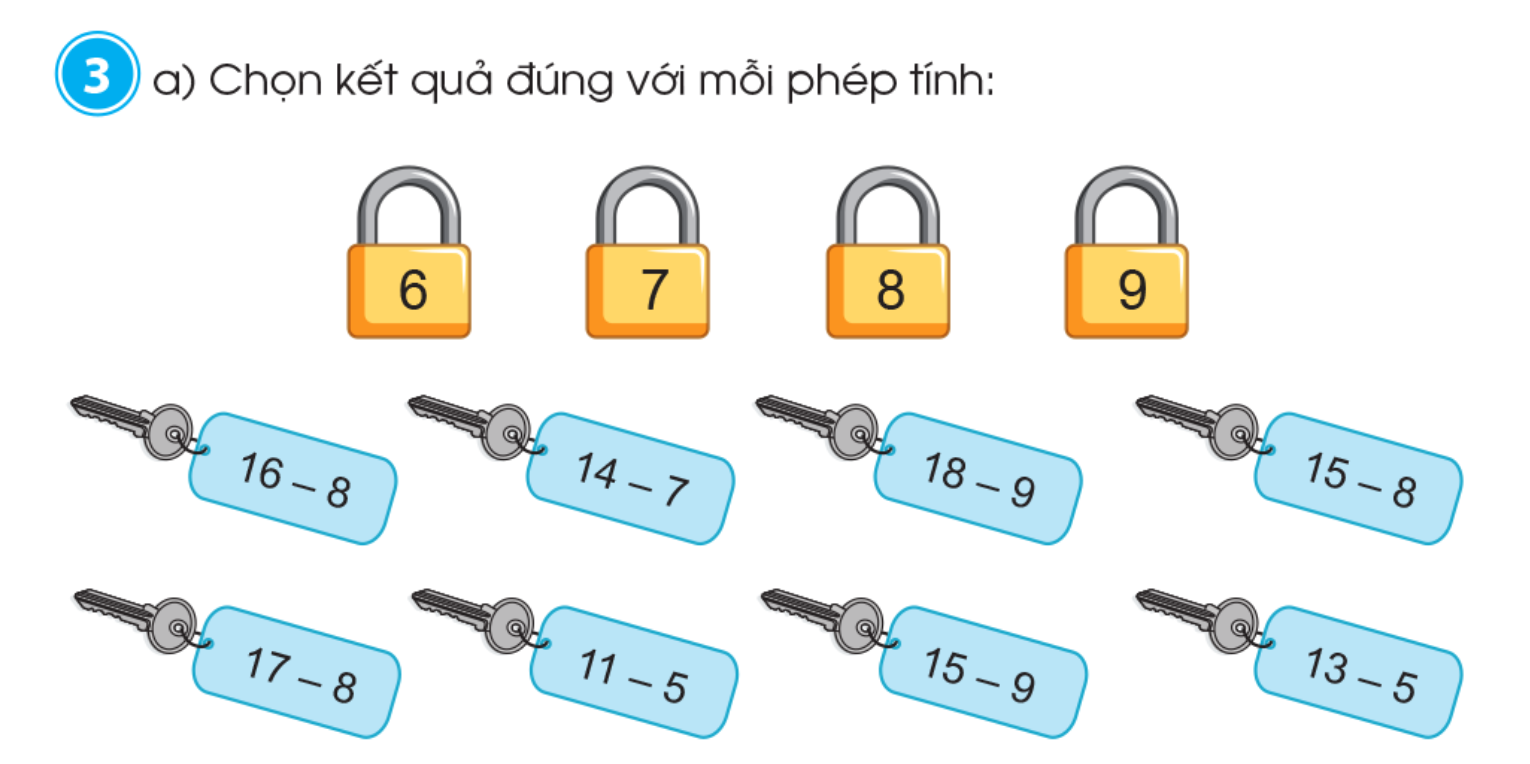 3 a) Chọn kết quả đúng với mỗi phép tính:
6 7 8 9
16 – 8 14 – 7 18 – 9 15 – 8
17 – 8 11 – 5 15 – 9 13 – 5